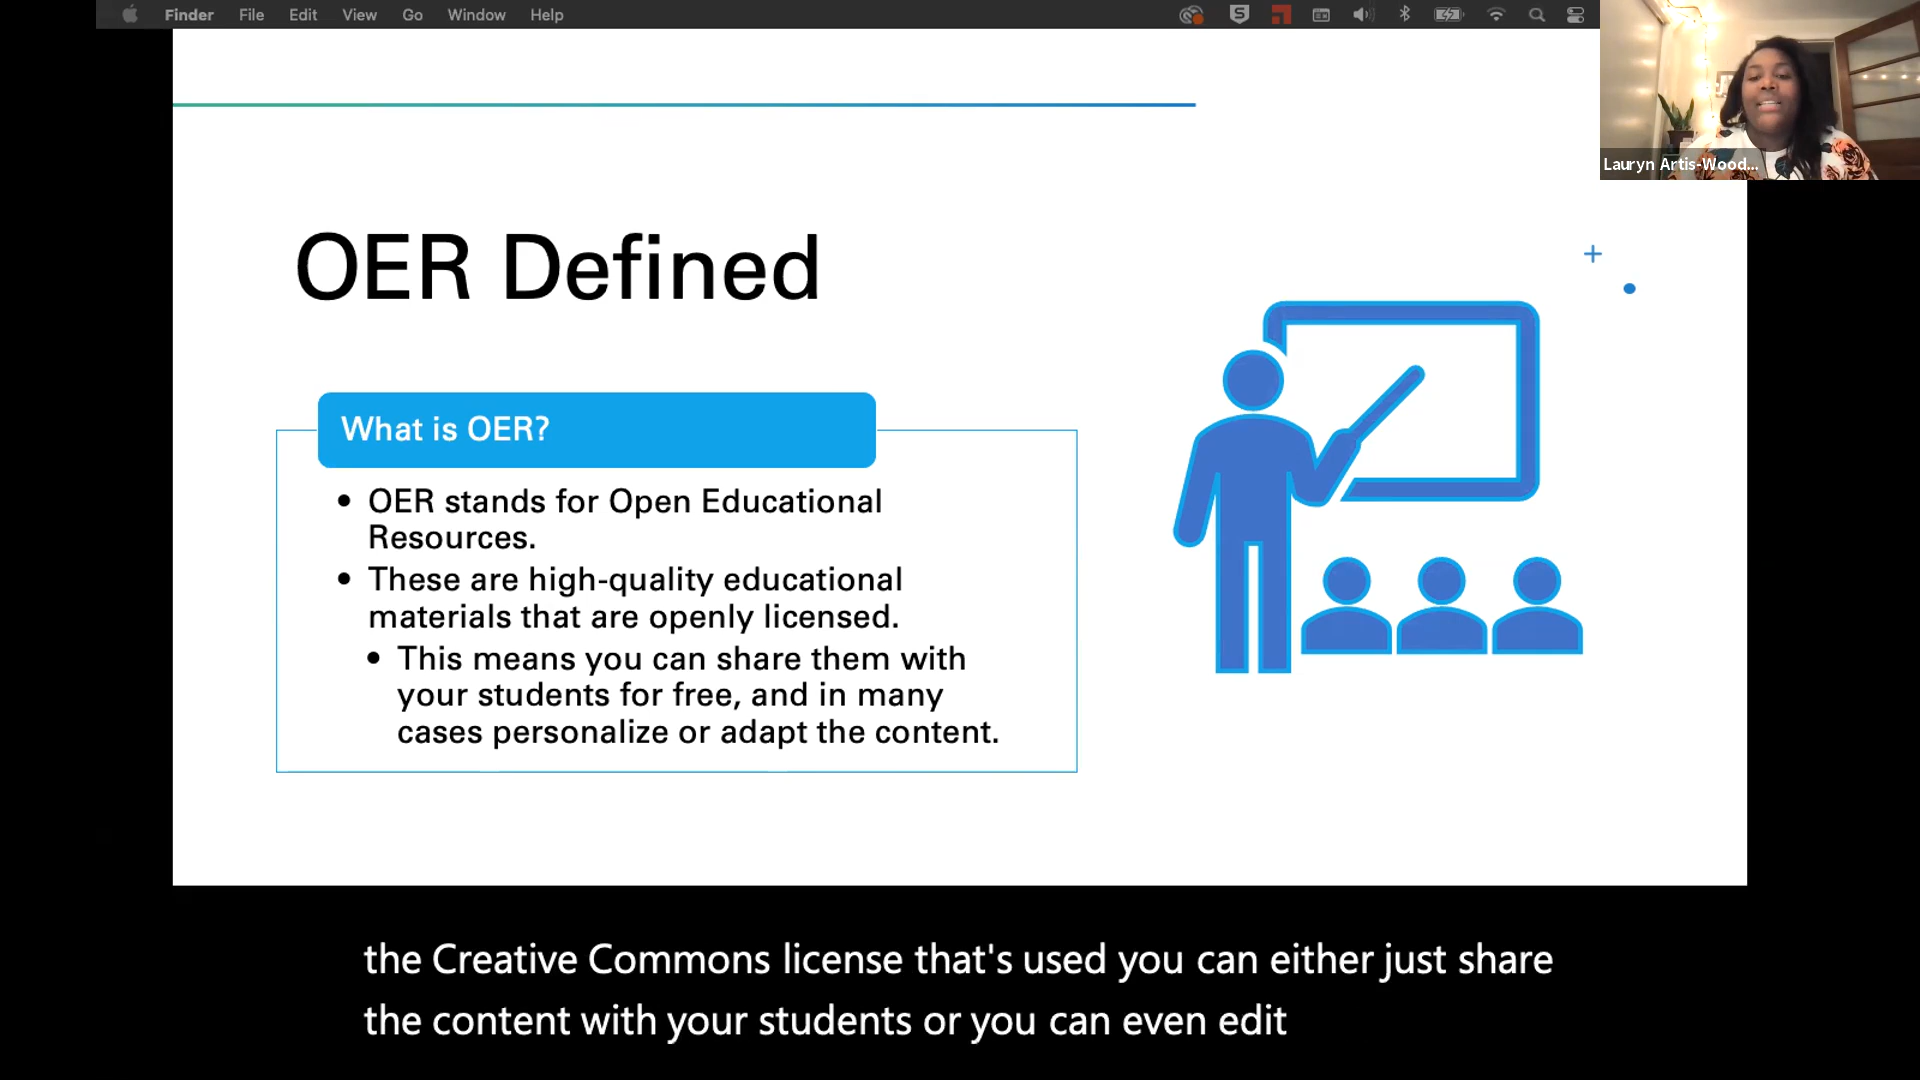 Finder File Edit View Go Window Help
Lauryn Artis-Wood...
OER Defined
What is OER?
• OER stands for Open Educational
Resources.
• These are high-quality educational
materials that are openly licensed.
• This means you can share them with
your students for free, and in many
cases personalize or adapt the content.
the Creative Commons license that's used you can either just share
the content with your students or you can even edit